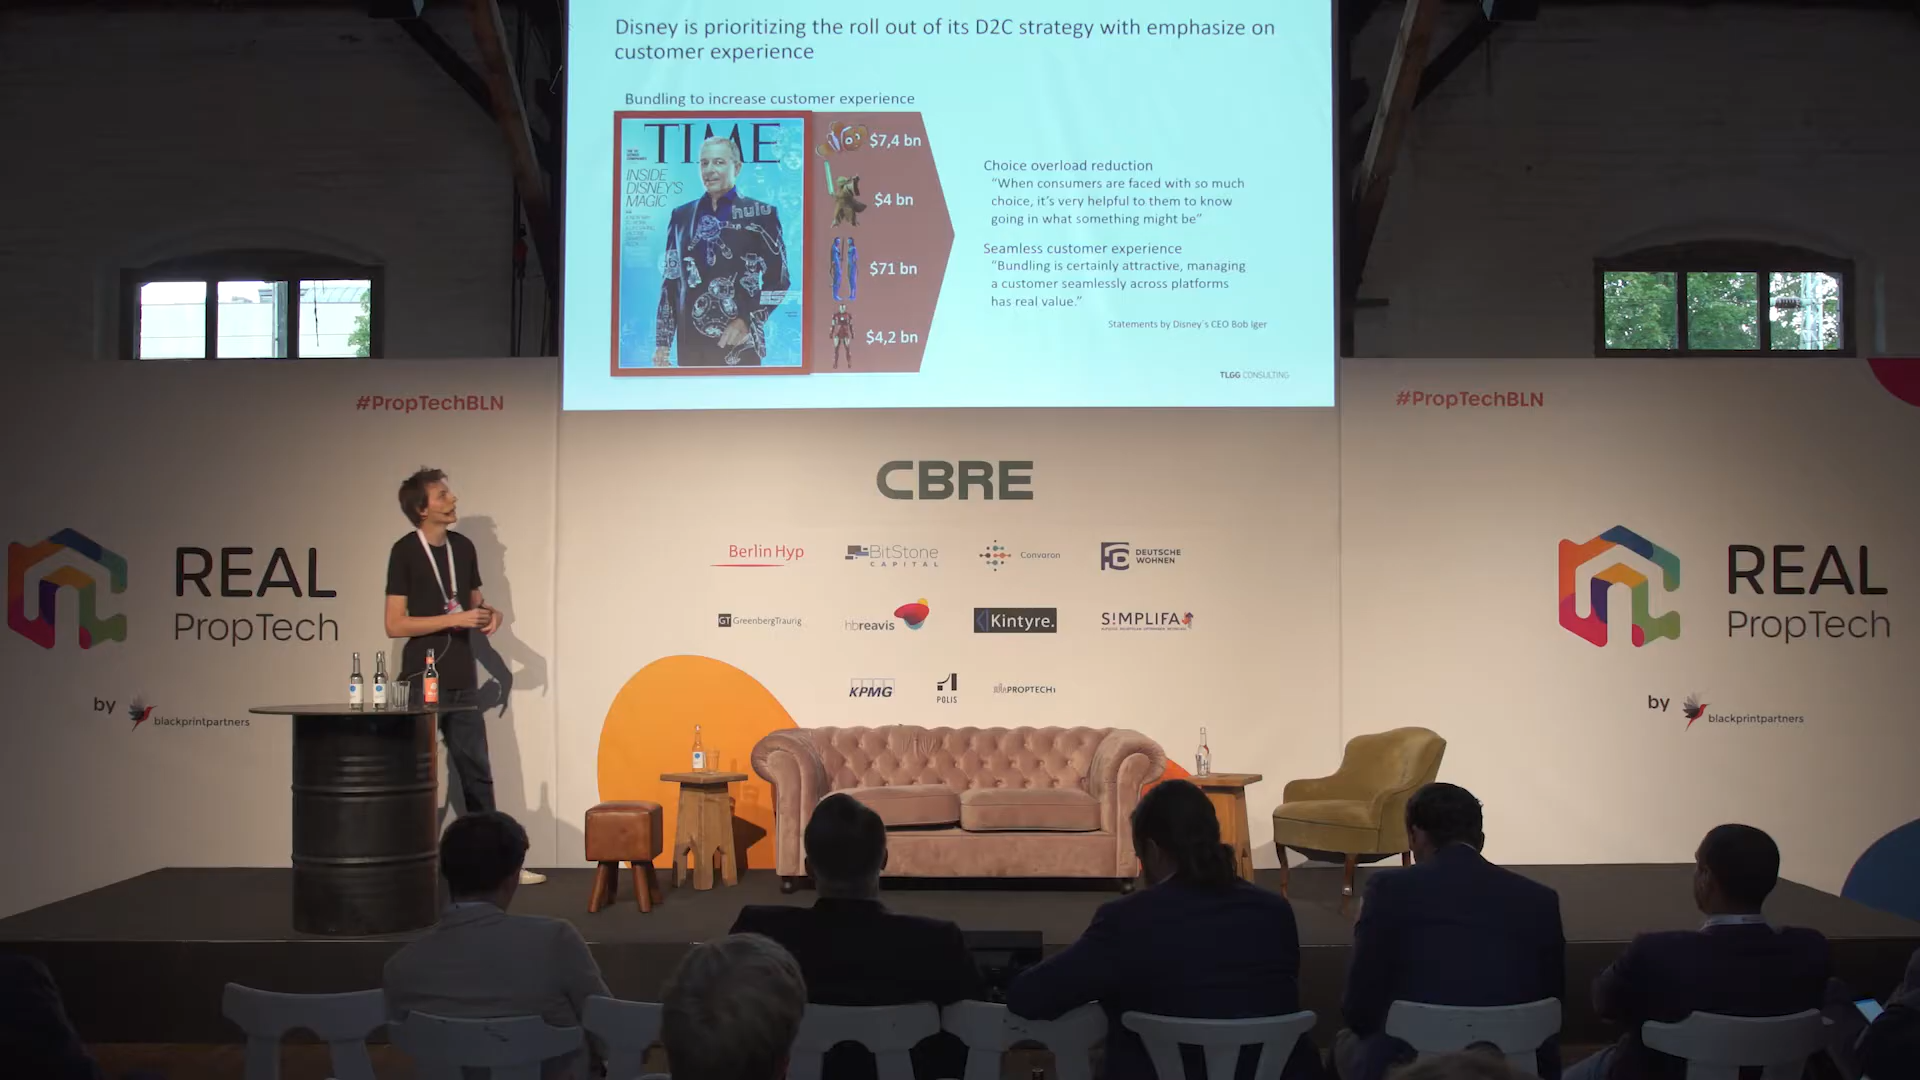 Disney is prioritizing the roll out of its D2C strategy with emphasize on
customer experience
Bundling to increase customer experience
TIME
INSIDE
DISNEY'S
MAGIC
hulu
$7,4 bn
$4 bn
$71 bn
$4,2 bn
Choice overload reduction
“When consumers are faced with so much
choice, it’s very helpful to them to know
going in what something might be”
Seamless customer experience
“Bundling is certainly attractive, managing
a customer seamlessly across platforms
has real value.”
Statements by Disney´s CEO Bob Iger
TLGG CONSULTING
#PropTechBLN
#PropTechBLN
CBRE
Berlin Hyp
BitStone
CAPITAL
Convaron
DEUTSCHE
WOHNEN
GT GreenbergTraurig
hbreavis
Kintyre.
S!MPLIFA
KPMG
POLIS
PROPTECH1
REAL
PropTech
by blackprintpartners
REAL
PropTech
by blackprintpartners